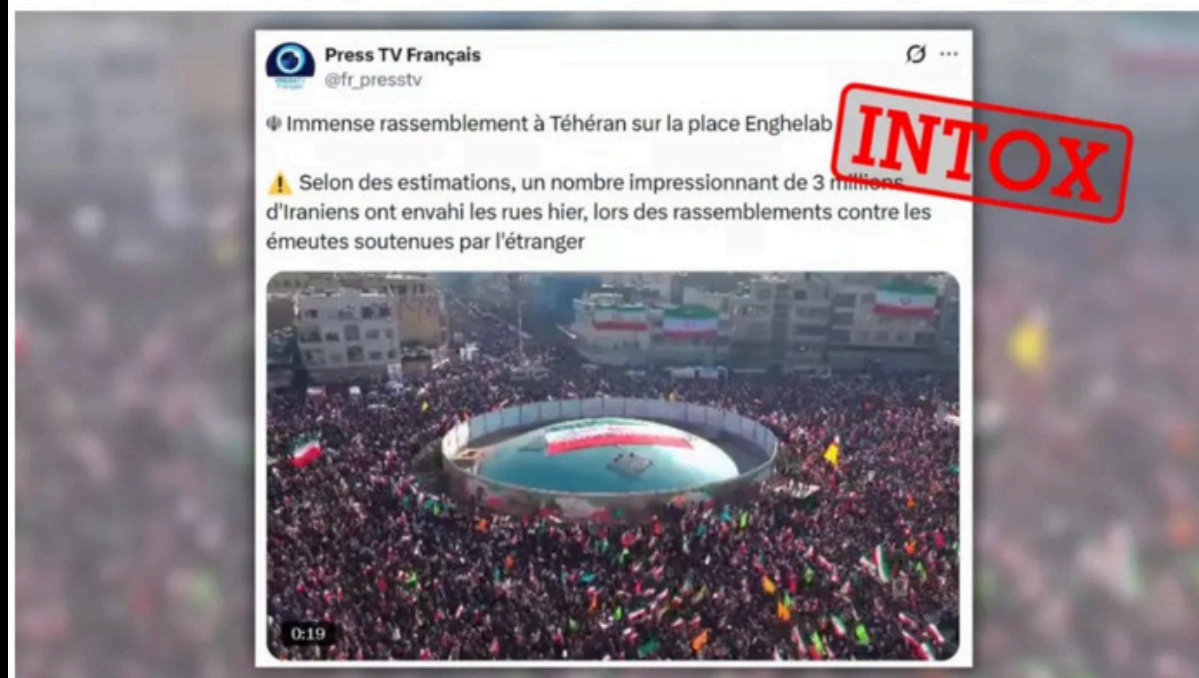 Press TV Français
@fr_presstv
Immense rassemblement à Téhéran sur la place Enghelab
INTOX
⚠️ Selon des estimations, un nombre impressionnant de 3 millions
d'Iraniens ont envahi les rues hier, lors des rassemblements contre les
émeutes soutenues par l'étranger
0:19